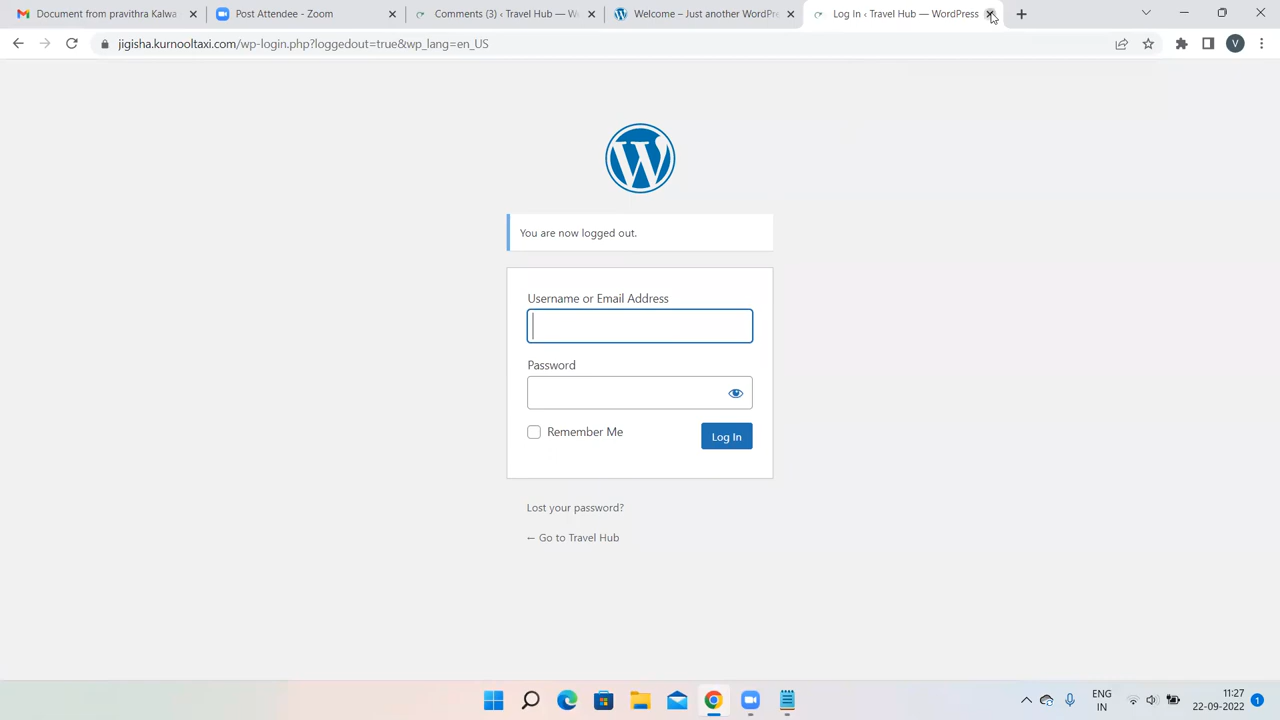 Document from pavithra Kalwa
Post Attendee - Zoom
Comments (3) ‹ Travel Hub — W
Welcome – Just another WordPr
Log In ‹ Travel Hub — WordPress
jigisha.kurnooltaxi.com/wp-login.php?loggedout=true&wp_lang=en_US
V
You are now logged out.
Username or Email Address
Password
Remember Me
Log In
Lost your password?
← Go to Travel Hub
ENG
IN
11:27
22-09-2022
1